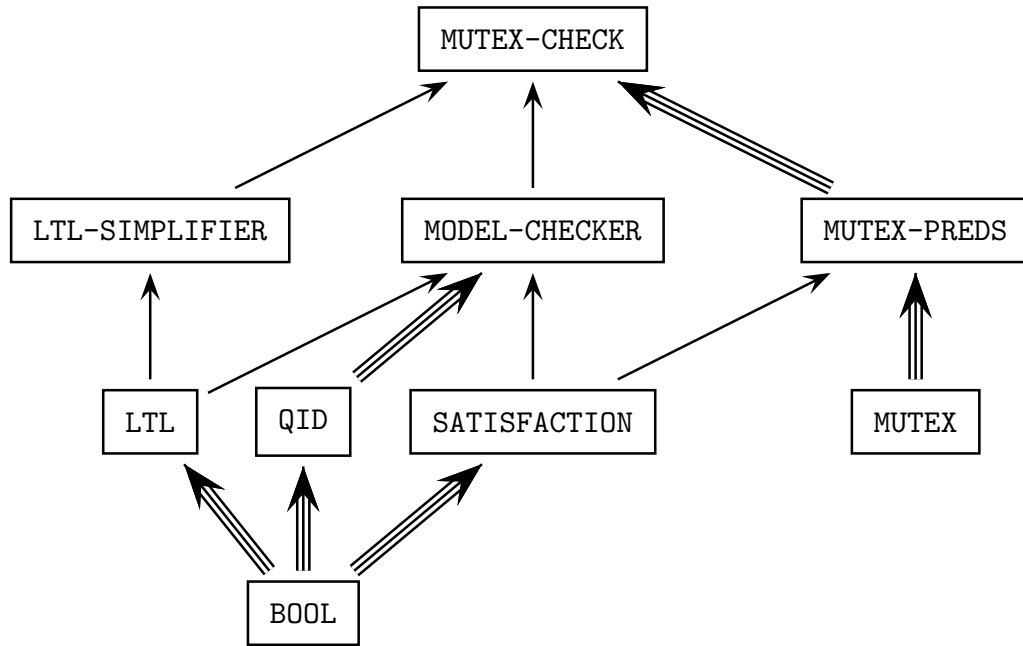 MUTEX-CHECK
LTL-SIMPLIFIER
MODEL-CHECKER
MUTEX-PREDS
LTL
QID
SATISFACTION
MUTEX
BOOL